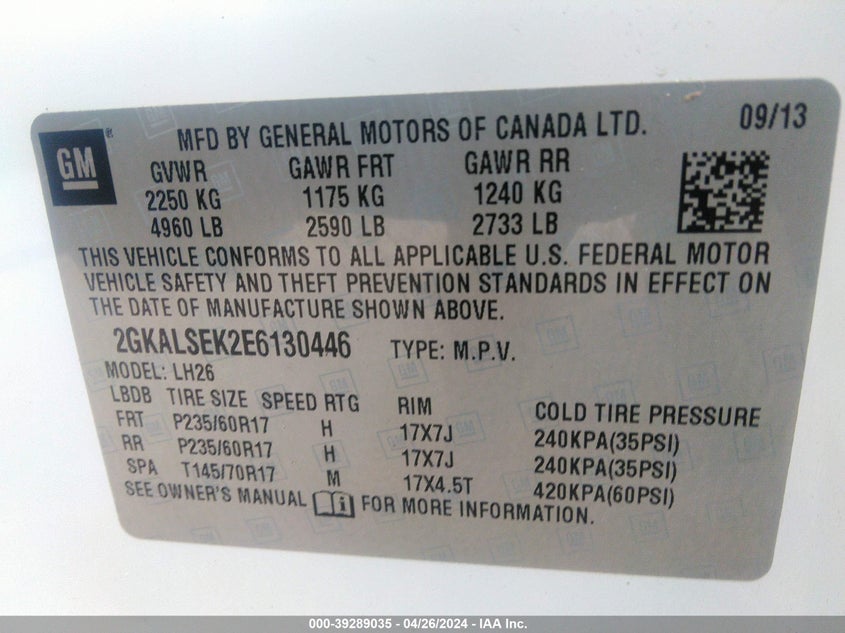 GM
MFD BY GENERAL MOTORS OF CANADA LTD. 09/13
GVWR GAWR FRT GAWR RR
2250 KG 1175 KG 1240 KG
4960 LB 2590 LB 2733 LB
THIS VEHICLE CONFORMS TO ALL APPLICABLE U.S. FEDERAL MOTOR
VEHICLE SAFETY AND THEFT PREVENTION STANDARDS IN EFFECT ON
THE DATE OF MANUFACTURE SHOWN ABOVE.
2GKALSEK2E6130446 TYPE: M.P.V.
MODEL: LH26
LBDB TIRE SIZE SPEED RTG RIM COLD TIRE PRESSURE
FRT P235/60R17 H 17X7J 240KPA(35PSI)
RR P235/60R17 H 17X7J 240KPA(35PSI)
SPA T145/70R17 M 17X4.5T 420KPA(60PSI)
SEE OWNER'S MANUAL i FOR MORE INFORMATION.
000-39289035 - 04/26/2024 - IAA Inc.